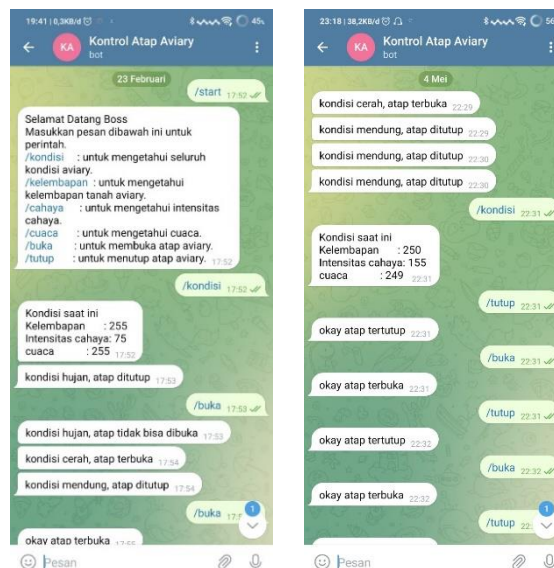 19:41 | 0,3KB/d
45
KA
Kontrol Atap Aviary
bot
23 Februari
/start 17:52
Selamat Datang Boss
Masukkan pesan dibawah ini untuk
perintah.
/kondisi : untuk mengetahui seluruh
kondisi aviary.
/kelembapan : untuk mengetahui
kelembapan tanah aviary.
/cahaya : untuk mengetahui intensitas
cahaya.
/cuaca : untuk mengetahui cuaca.
/buka : untuk membuka atap aviary.
/tutup : untuk menutup atap aviary. 17:52
/kondisi 17:52
Kondisi saat ini
Kelembapan : 255
Intensitas cahaya: 75
cuaca : 255 17:52
kondisi hujan, atap ditutup 17:53
/buka 17:53
kondisi hujan, atap tidak bisa dibuka 17:53
kondisi cerah, atap terbuka 17:54
kondisi mendung, atap ditutup 17:54
/buka
1
okay atap terbuka 17:55
Pesan
23:18 | 38,2KB/d
56
KA
Kontrol Atap Aviary
bot
4 Mei
kondisi cerah, atap terbuka 22:29
kondisi mendung, atap ditutup 22:29
kondisi mendung, atap ditutup 22:30
kondisi mendung, atap ditutup 22:30
/kondisi 22:31
Kondisi saat ini
Kelembapan : 250
Intensitas cahaya: 155
cuaca : 249 22:31
/tutup 22:31
okay atap tertutup 22:31
/buka 22:31
okay atap terbuka 22:31
/tutup 22:31
okay atap tertutup 22:32
/buka 22:32
okay atap terbuka 22:32
1
/tutup
Pesan